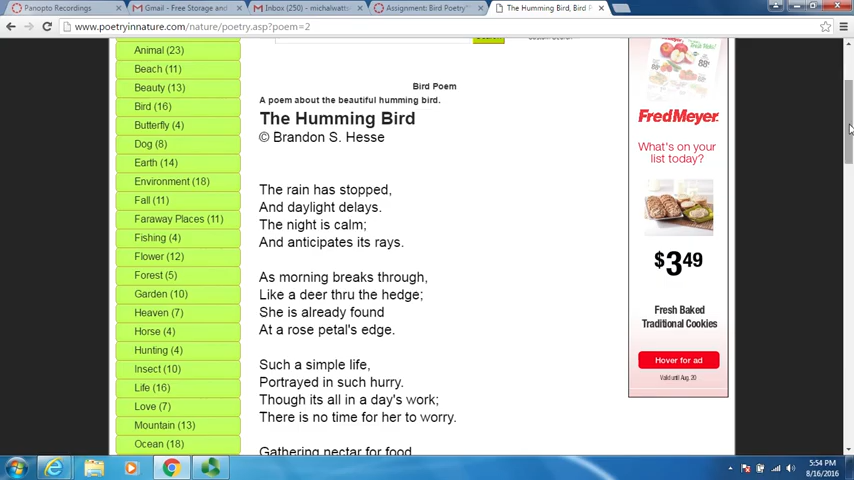 Panopto Recordings
Gmail - Free Storage and
Inbox (250) - michalwatts
Assignment: Bird Poetry
The Humming Bird, Bird P
www.poetryinnature.com/nature/poetry.asp?poem=2
Animal (23)
Beach (11)
Beauty (13)
Bird (16)
Butterfly (4)
Dog (8)
Earth (14)
Environment (18)
Fall (11)
Faraway Places (11)
Fishing (4)
Flower (12)
Forest (5)
Garden (10)
Heaven (7)
Horse (4)
Hunting (4)
Insect (10)
Life (16)
Love (7)
Mountain (13)
Ocean (18)
Bird Poem
A poem about the beautiful humming bird.
The Humming Bird
© Brandon S. Hesse
The rain has stopped,
And daylight delays.
The night is calm;
And anticipates its rays.
As morning breaks through,
Like a deer thru the hedge;
She is already found
At a rose petal's edge.
Such a simple life,
Portrayed in such hurry.
Though its all in a day's work;
There is no time for her to worry.
Gathering nectar for food
88¢
88¢
FredMeyer.
What's on your
list today?
$3.49
Fresh Baked
Traditional Cookies
Hover for ad
Valid until Aug. 20
5:54 PM
8/16/2016